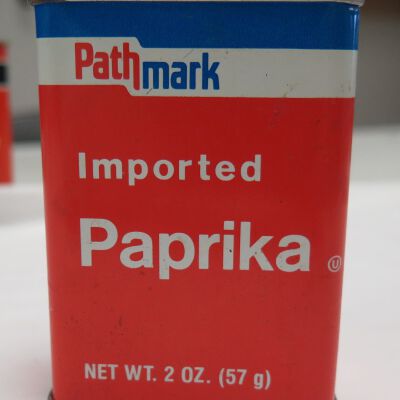 Pathmark
Imported
Paprika Ⓤ
NET WT. 2 OZ. (57 g)